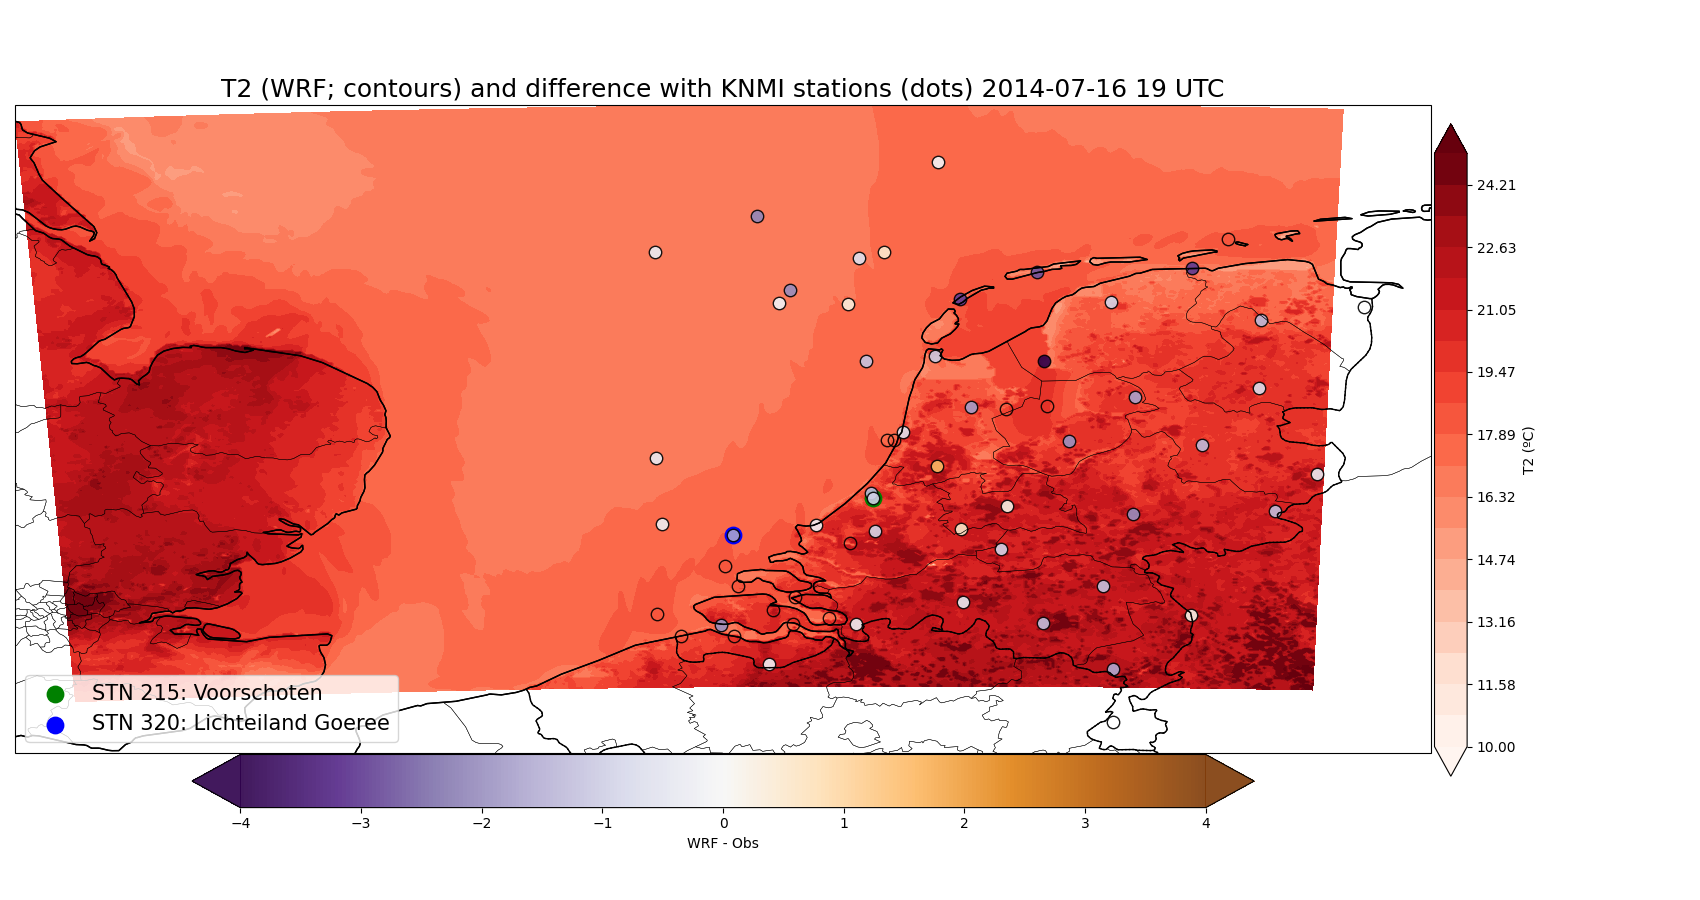 T2 (WRF; contours) and difference with KNMI stations (dots) 2014-07-16 19 UTC
24.21
22.63
21.05
19.47
17.89
16.32
14.74
13.16
11.58
10.00
T2 (ºC)
STN 215: Voorschoten
STN 320: Lichteiland Goeree
−4 −3 −2 −1 0 1 2 3 4
WRF - Obs